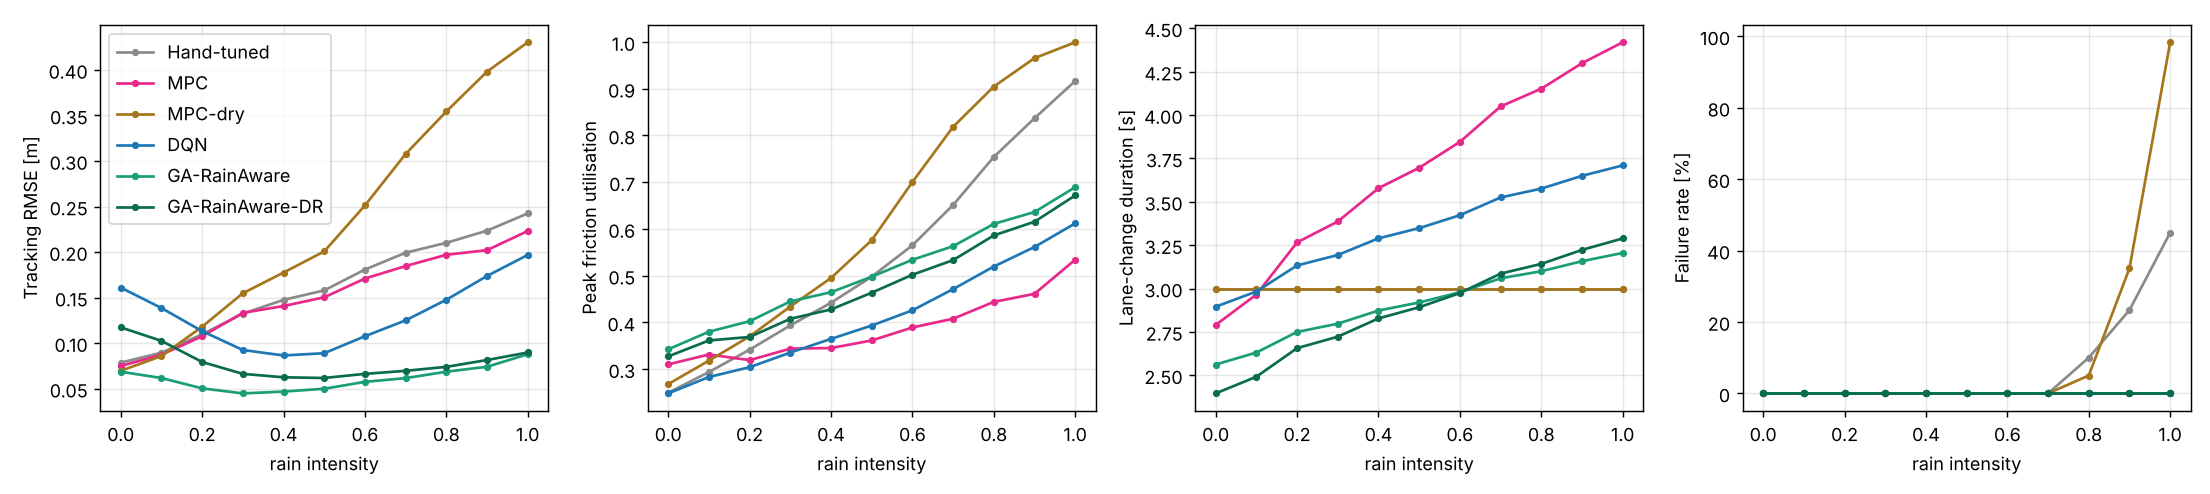 Tracking RMSE [m]
0.40
0.35
0.30
0.25
0.20
0.15
0.10
0.05
Hand-tuned
MPC
MPC-dry
DQN
GA-RainAware
GA-RainAware-DR
0.0 0.2 0.4 0.6 0.8 1.0
rain intensity
Peak friction utilisation
1.0
0.9
0.8
0.7
0.6
0.5
0.4
0.3
0.0 0.2 0.4 0.6 0.8 1.0
rain intensity
Lane-change duration [s]
4.50
4.25
4.00
3.75
3.50
3.25
3.00
2.75
2.50
0.0 0.2 0.4 0.6 0.8 1.0
rain intensity
Failure rate [%]
100
80
60
40
20
0
0.0 0.2 0.4 0.6 0.8 1.0
rain intensity